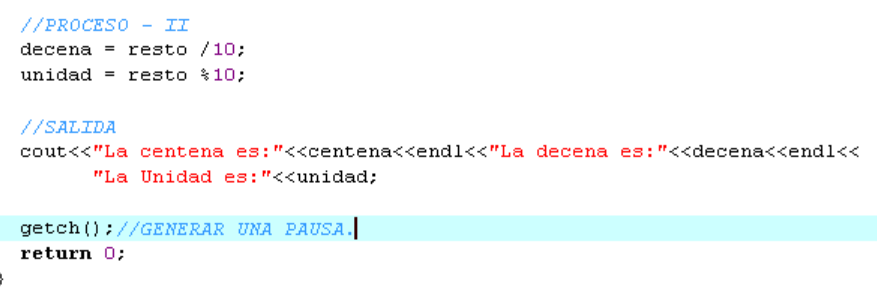 //PROCESO - II
decena = resto /10;
unidad = resto %10;
//SALIDA
cout<<"La centena es:"<<centena<<endl<<"La decena es:"<<decena<<endl<<
"La Unidad es:"<<unidad;
getch();//GENERAR UNA PAUSA.
return 0;
}